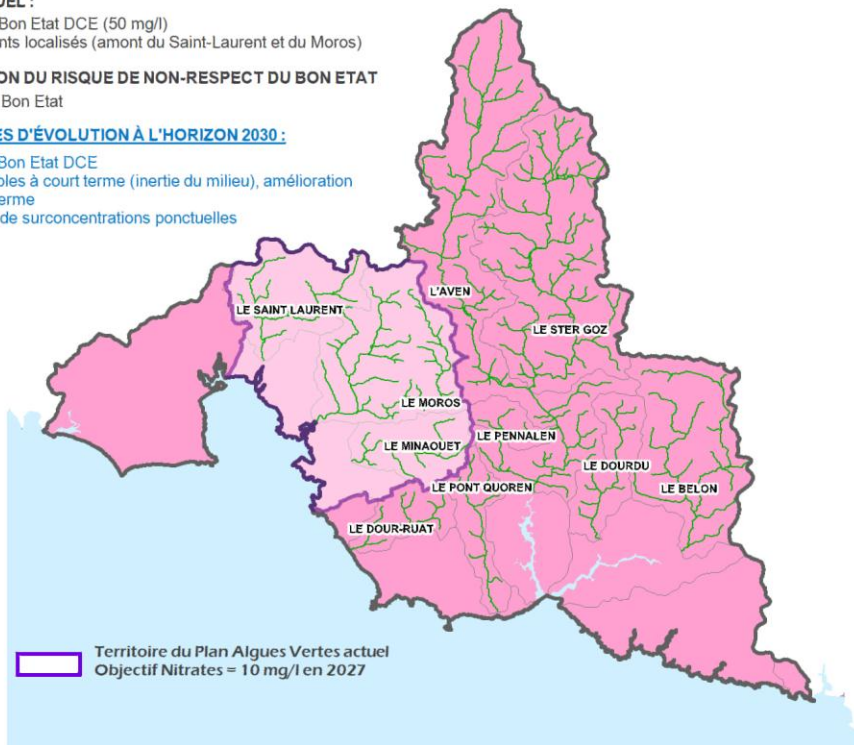 UEL :
Bon Etat DCE (50 mg/l)
nts localisés (amont du Saint-Laurent et du Moros)
ON DU RISQUE DE NON-RESPECT DU BON ETAT
Bon Etat
ES D'ÉVOLUTION À L'HORIZON 2030 :
Bon Etat DCE
bles à court terme (inertie du milieu), amélioration
erme
de surconcentrations ponctuelles
L'AVEN
LE SAINT LAURENT
LE STER GOZ
LE MOROS
LE MINAOUET
LE PENNALEN
LE DOURDU
LE PONT QUOREN
LE BELON
LE DOUR-RUAT
Territoire du Plan Algues Vertes actuel
Objectif Nitrates = 10 mg/l en 2027